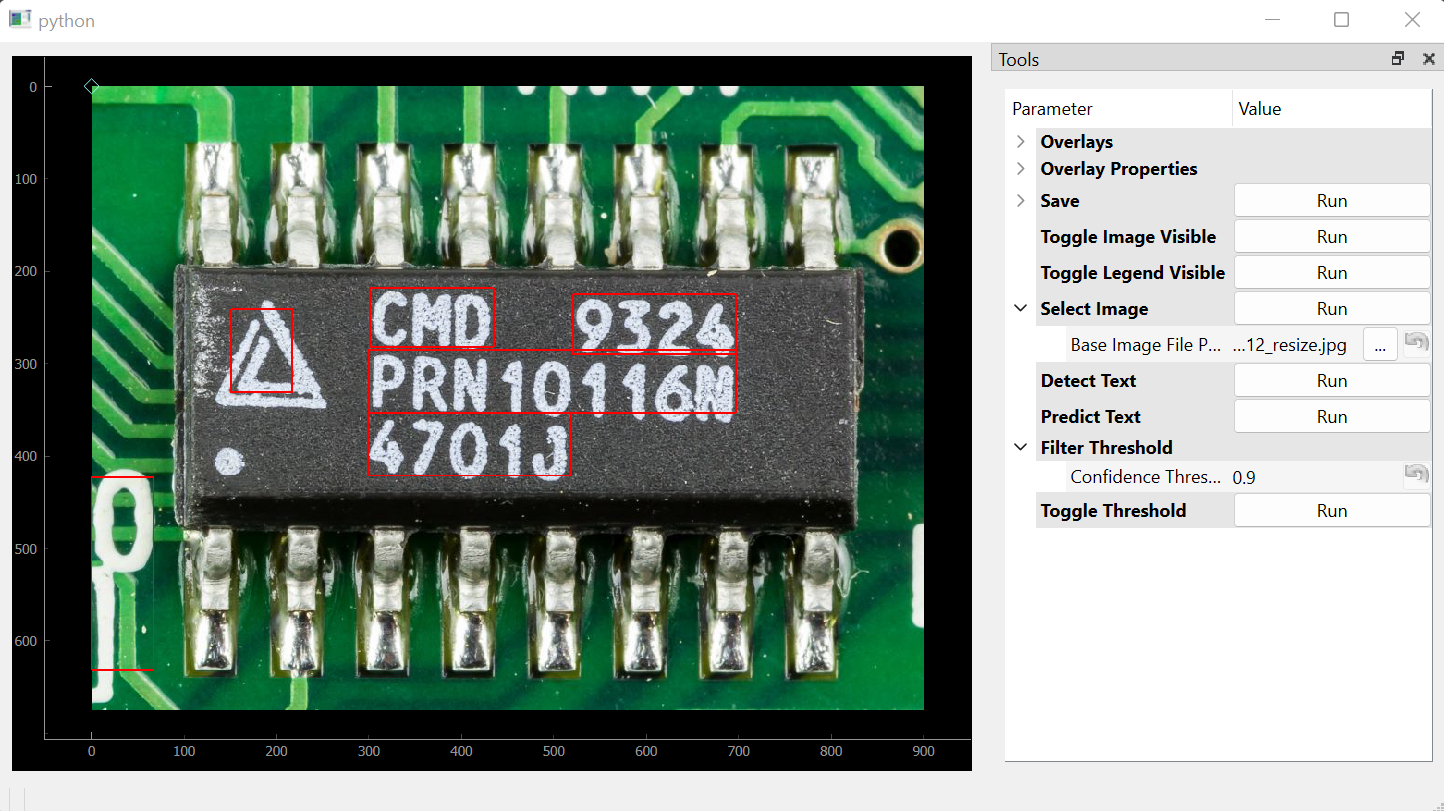 python
Tools
Parameter Value
Overlays
Overlay Properties
Save Run
Toggle Image Visible Run
Toggle Legend Visible Run
Select Image Run
Base Image File P... ...12_resize.jpg ...
Detect Text Run
Predict Text Run
Filter Threshold
Confidence Thres... 0.9
Toggle Threshold Run
0
100
200
300
400
500
600
0 100 200 300 400 500 600 700 800 900
CMD 9326
PRN10116N
4701J